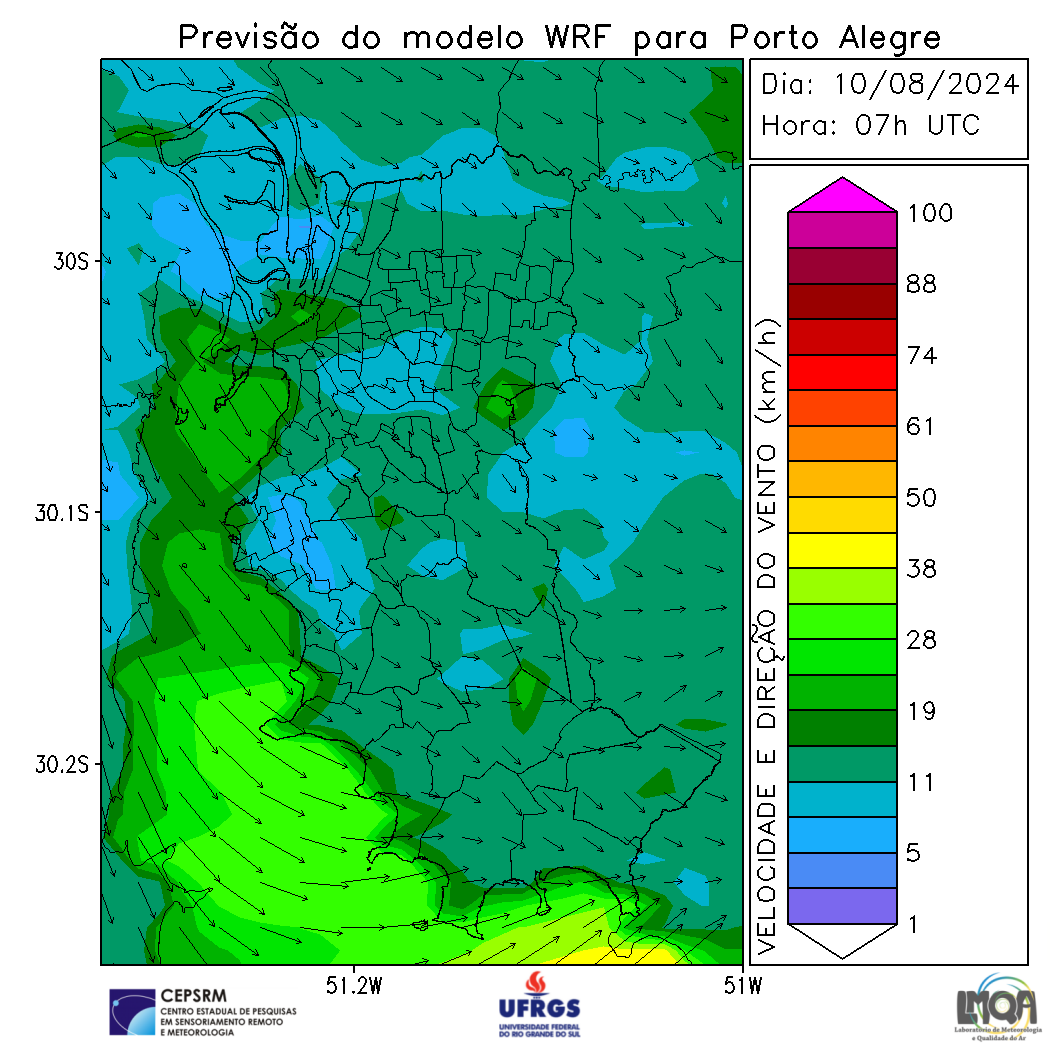 Previsão do modelo WRF para Porto Alegre
Dia: 10/08/2024
Hora: 07h UTC
30S
30.1S
30.2S
51.2W
51W
VELOCIDADE E DIREÇÃO DO VENTO (km/h)
100
88
74
61
50
38
28
19
11
5
1
CEPSRM
CENTRO ESTADUAL DE PESQUISAS
EM SENSORIAMENTO REMOTO
E METEOROLOGIA
UFRGS
UNIVERSIDADE FEDERAL
DO RIO GRANDE DO SUL
LMQA
Laboratório de Meteorologia
e Qualidade do Ar